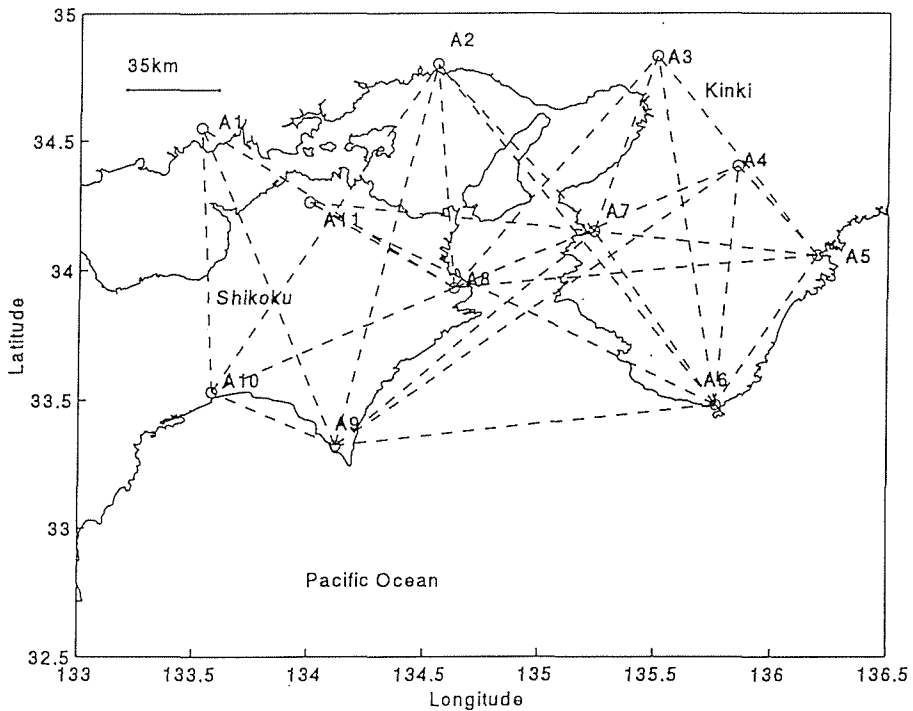 35
A2
A3
35km
Kinki
A1
34.5
A4
A7
A11
A5
34
A8
Shikoku
Latitude
A10
A6
33.5
A9
33
Pacific Ocean
32.5
133 133.5 134 134.5 135 135.5 136 136.5
Longitude